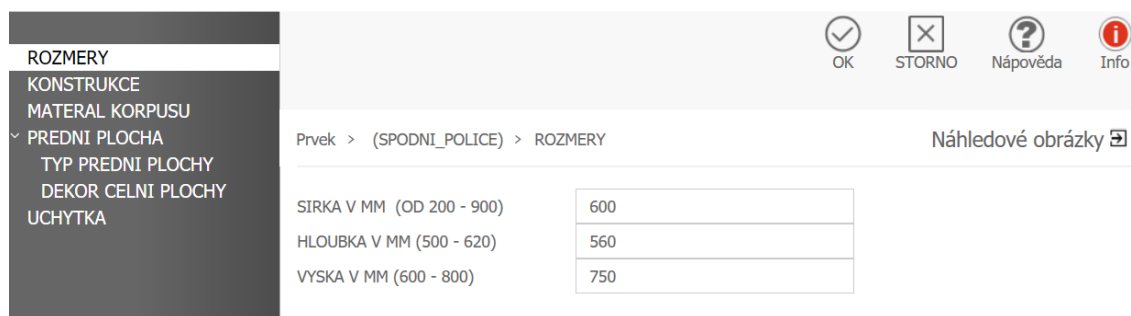 ROZMERY
KONSTRUKCE
MATERAL KORPUSU
PREDNI PLOCHA
TYP PREDNI PLOCHY
DEKOR CELNI PLOCHY
UCHYTKA
OK STORNO Nápověda Info
Prvek > (SPODNI_POLICE) > ROZMERY Náhledové obrázky
SIRKA V MM (OD 200 - 900) 600
HLOUBKA V MM (500 - 620) 560
VYSKA V MM (600 - 800) 750